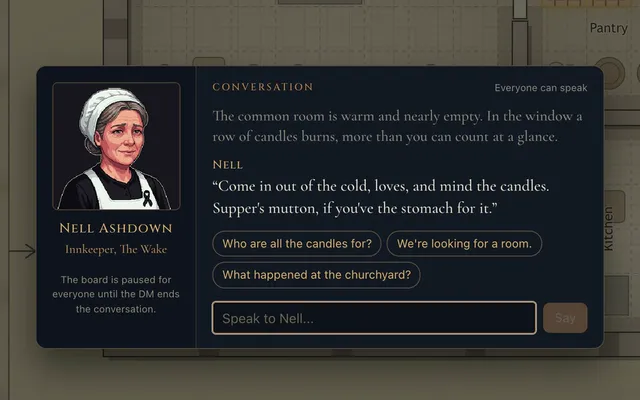 Pantry
CONVERSATION
Everyone can speak
The common room is warm and nearly empty. In the window a
row of candles burns, more than you can count at a glance.
Nell
“Come in out of the cold, loves, and mind the candles.
Supper's mutton, if you've the stomach for it.”
Nell Ashdown
Innkeeper, The Wake
The board is paused for
everyone until the DM ends
the conversation.
Who are all the candles for?
We're looking for a room.
What happened at the churchyard?
Speak to Nell...
Say
Kitchen